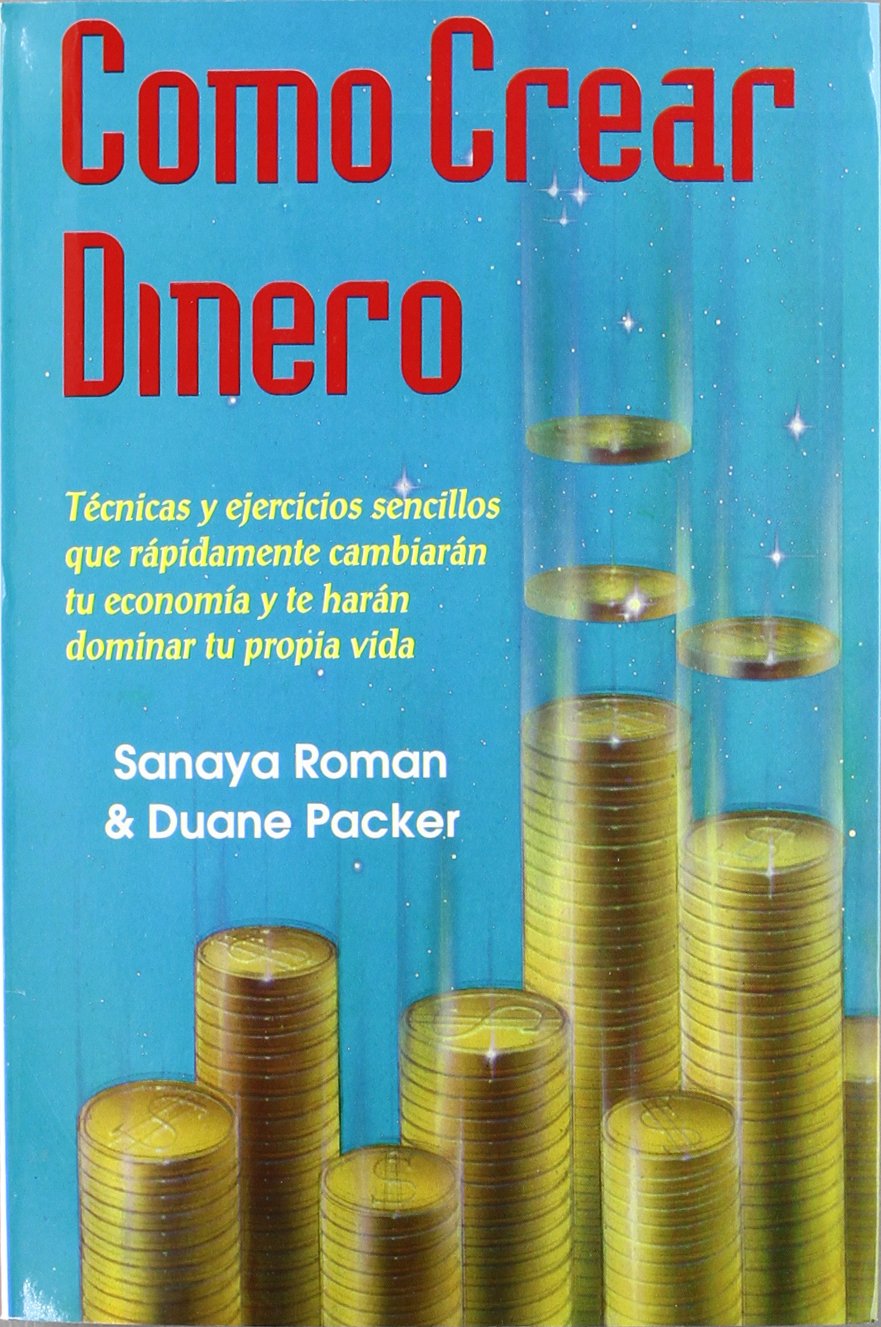 Como Crear
Dinero
Técnicas y ejercicios sencillos
que rápidamente cambiarán
tu economía y te harán
dominar tu propia vida
Sanaya Roman
& Duane Packer
$
$
$
$
$
$
$